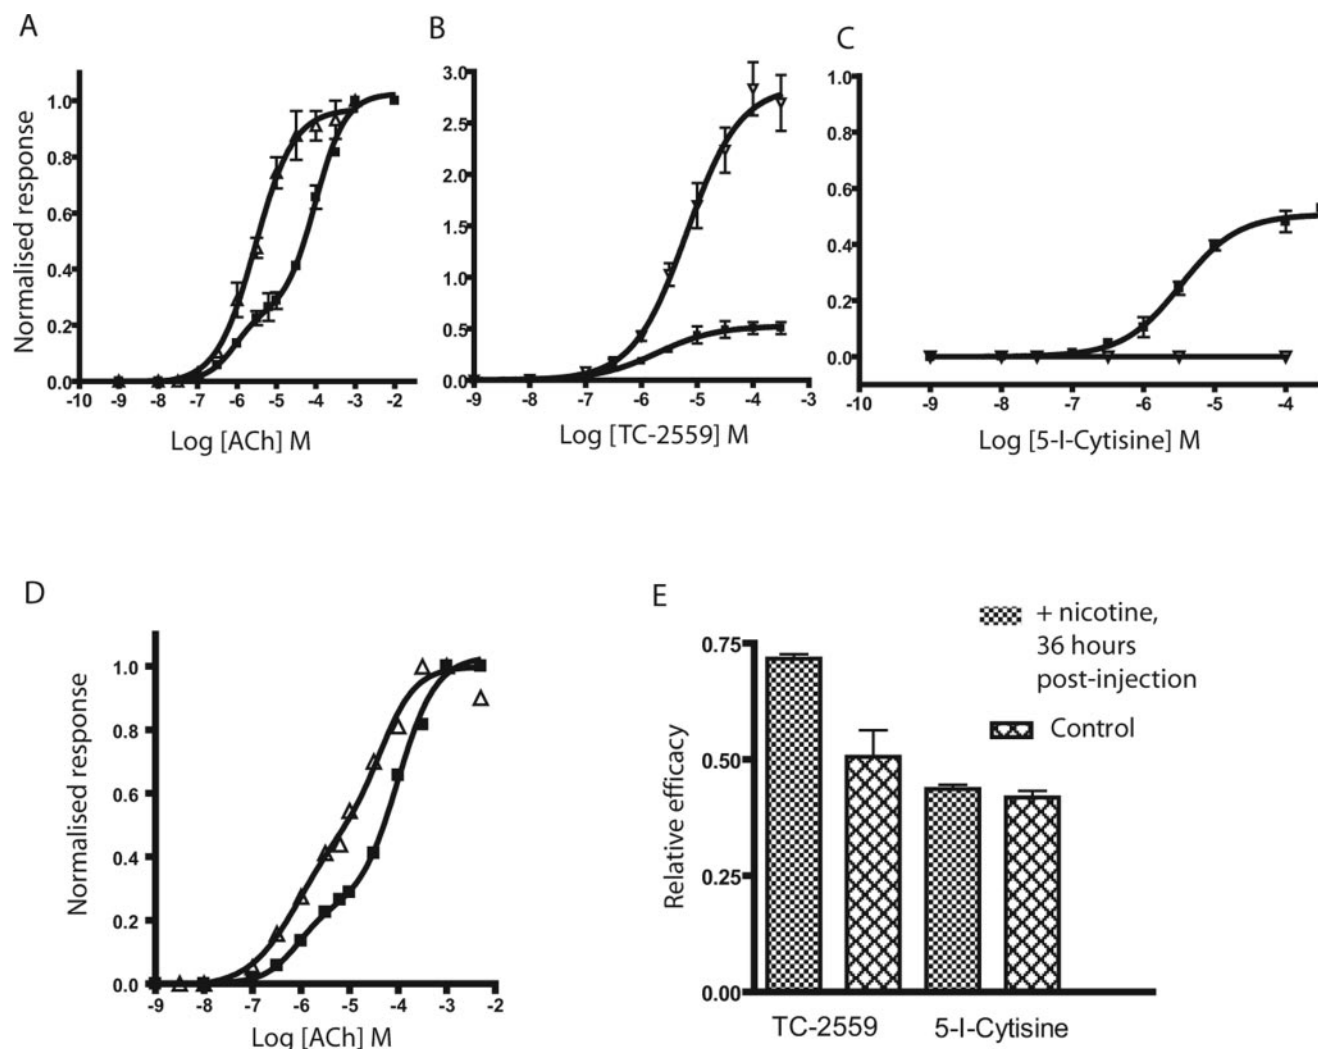 A
B
C
Normalised response
1.0
0.8
0.6
0.4
0.2
0.0
-10 -9 -8 -7 -6 -5 -4 -3 -2
Log [ACh] M
3.0
2.5
2.0
1.5
1.0
0.5
0.0
-9 -8 -7 -6 -5 -4 -3
Log [TC-2559] M
1.0
0.8
0.6
0.4
0.2
0.0
-10 -9 -8 -7 -6 -5 -4
Log [5-I-Cytisine] M
D
Normalised response
1.0
0.8
0.6
0.4
0.2
0.0
-9 -8 -7 -6 -5 -4 -3 -2
Log [ACh] M
E
+ nicotine,
36 hours
post-injection
Control
Relative efficacy
0.75
0.50
0.25
0.00
TC-2559 5-I-Cytisine